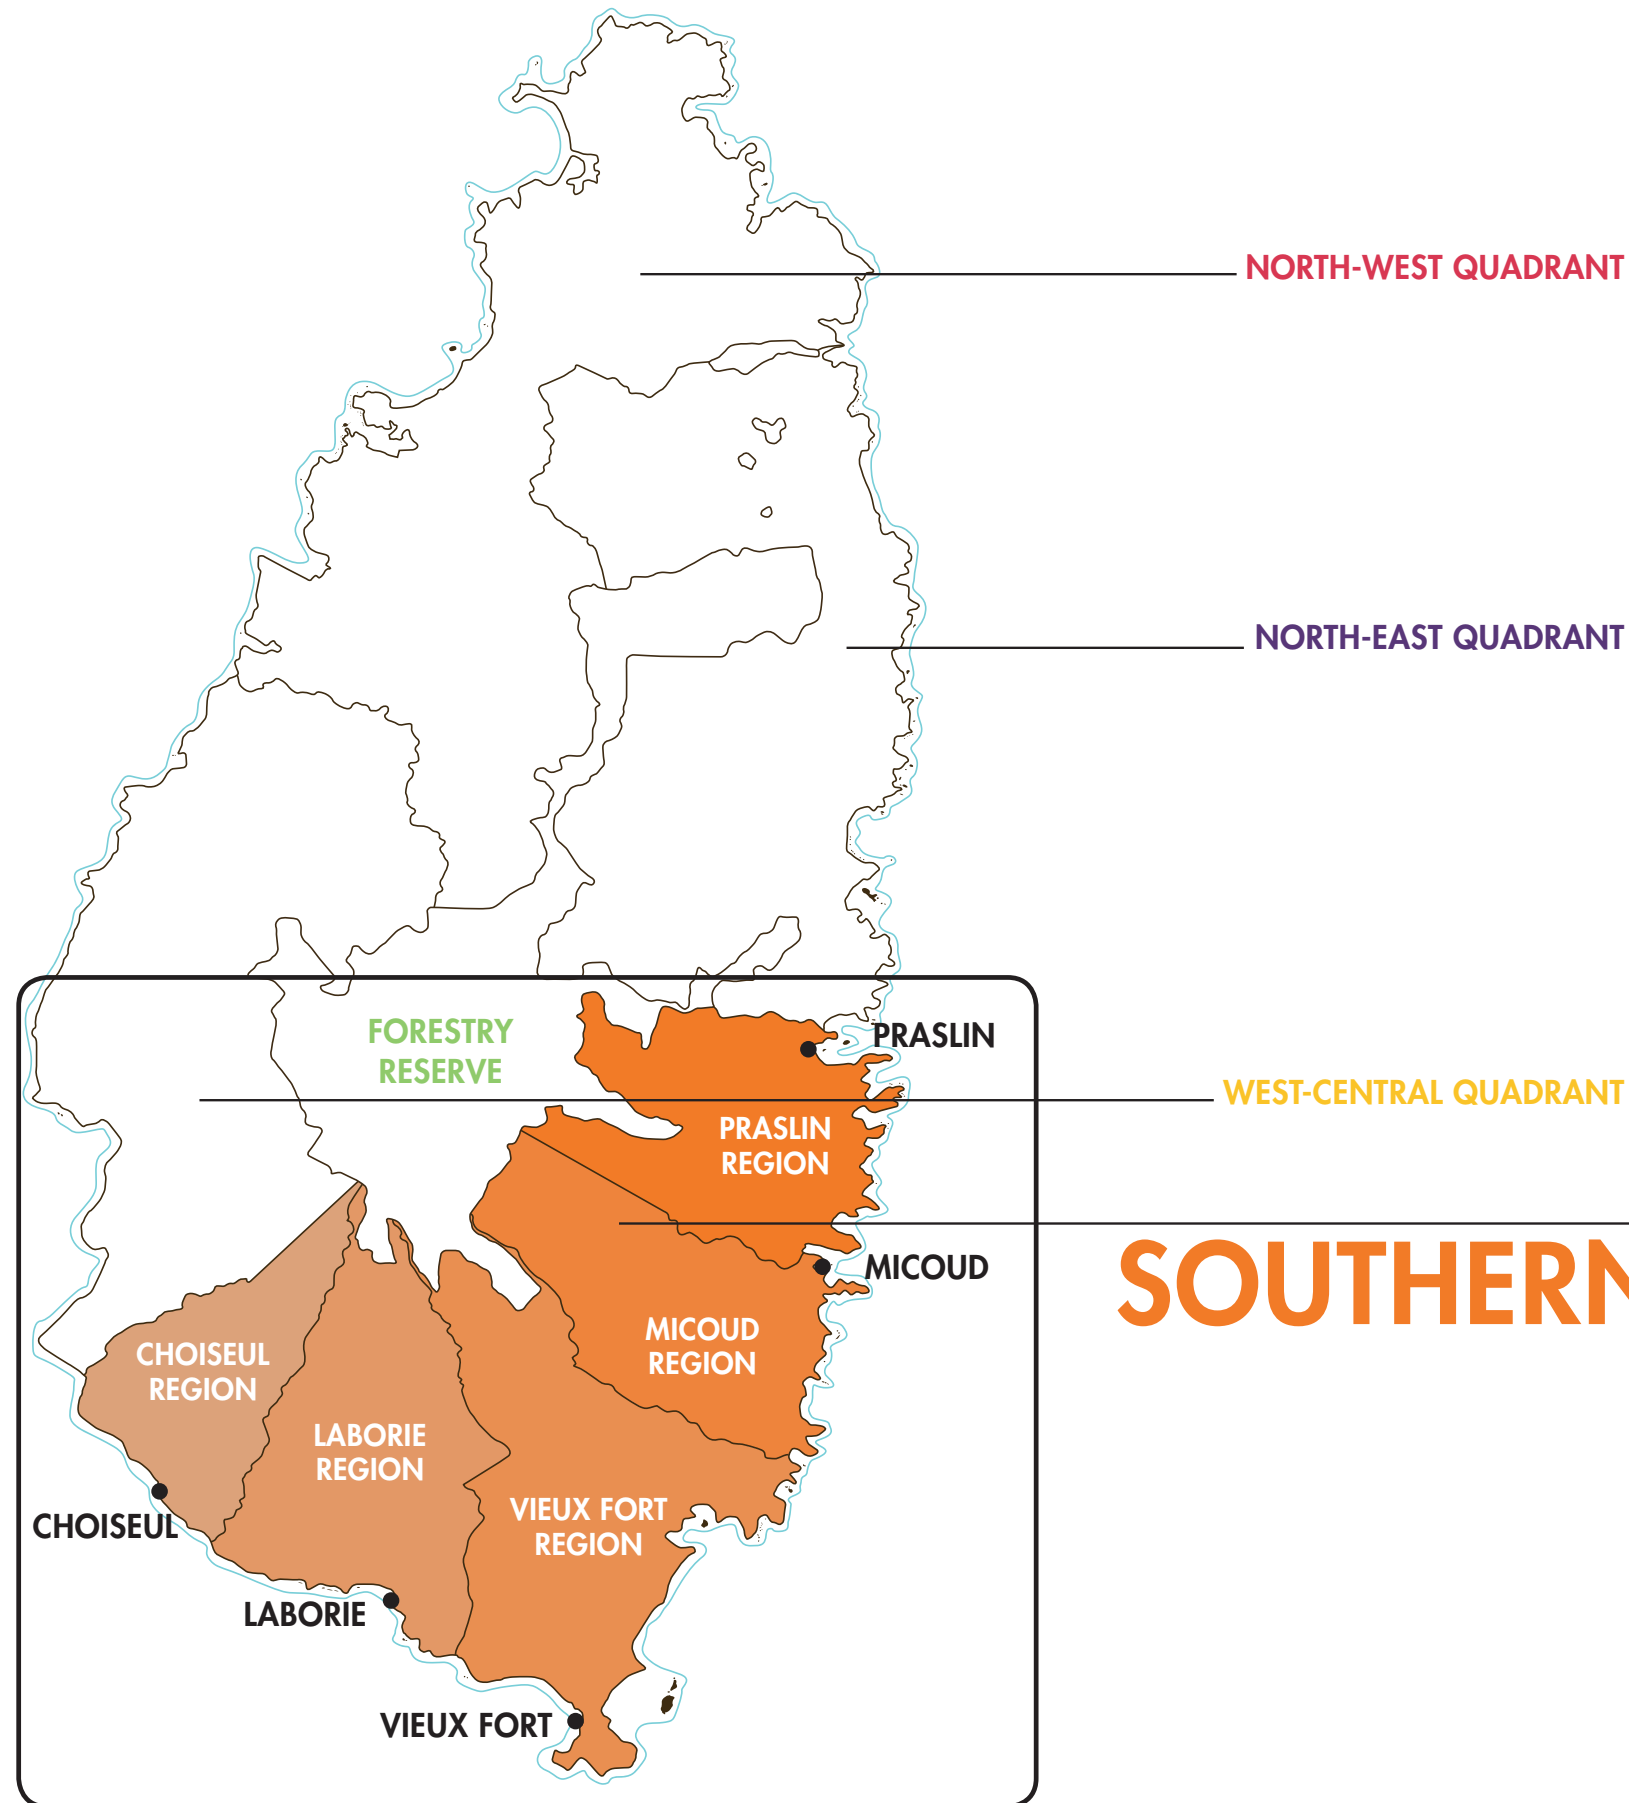 NORTH-WEST QUADRANT
NORTH-EAST QUADRANT
FORESTRY
RESERVE
PRASLIN
WEST-CENTRAL QUADRANT
PRASLIN
REGION
MICOUD
SOUTHERN
MICOUD
REGION
CHOISEUL
REGION
LABORIE
REGION
VIEUX FORT
REGION
CHOISEUL
LABORIE
VIEUX FORT